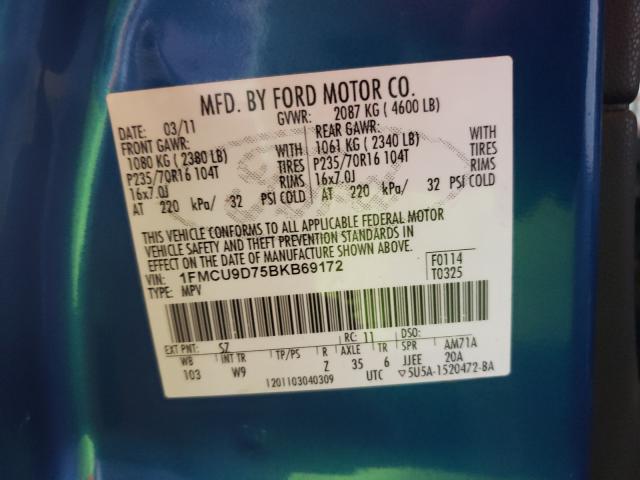 MFD. BY FORD MOTOR CO.
DATE: 03/11 GVWR: 2087 KG ( 4600 LB)
FRONT GAWR: WITH REAR GAWR: WITH
1080 KG ( 2380 LB) TIRES 1061 KG ( 2340 LB) TIRES
P235/70R16 104T RIMS P235/70R16 104T RIMS
16x7.0J 16x7.0J
AT 220 kPa/ 32 PSI COLD AT 220 kPa/ 32 PSI COLD
THIS VEHICLE CONFORMS TO ALL APPLICABLE FEDERAL MOTOR
VEHICLE SAFETY AND THEFT PREVENTION STANDARDS IN
EFFECT ON THE DATE OF MANUFACTURE SHOWN ABOVE.
VIN: 1FMCU9D75BKB69172 F0114
TYPE: MPV T0325
EXT PNT: SZ RC: 11 DSO:
WB INT TR TP/PS R AXLE TR SPR AM71A
103 W9 Z 35 6 JJEE 20A
1201103040309 UTC ▽5U5A-1520472-BA